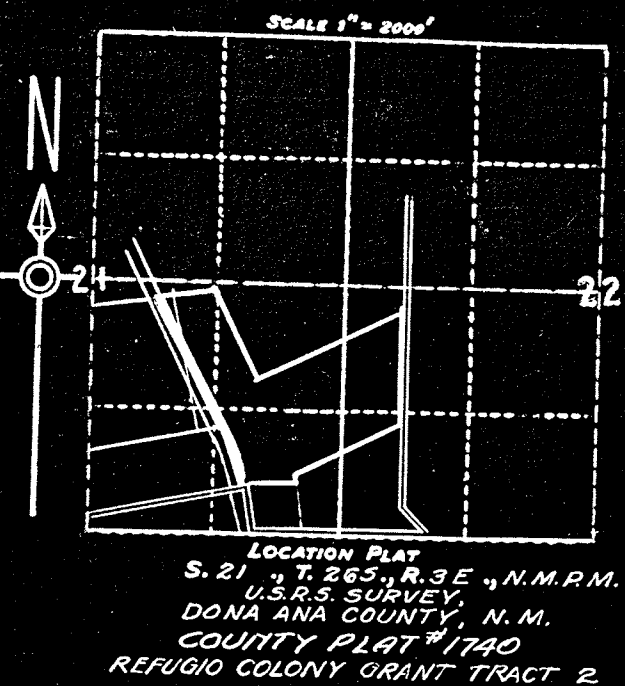 SCALE 1" = 2000'
N
21
22
LOCATION PLAT
S. 21 ., T. 26S., R. 3 E ., N.M.P.M.
U.S.R.S. SURVEY,
DONA ANA COUNTY, N. M.
COUNTY PLAT #1740
REFUGIO COLONY GRANT TRACT 2